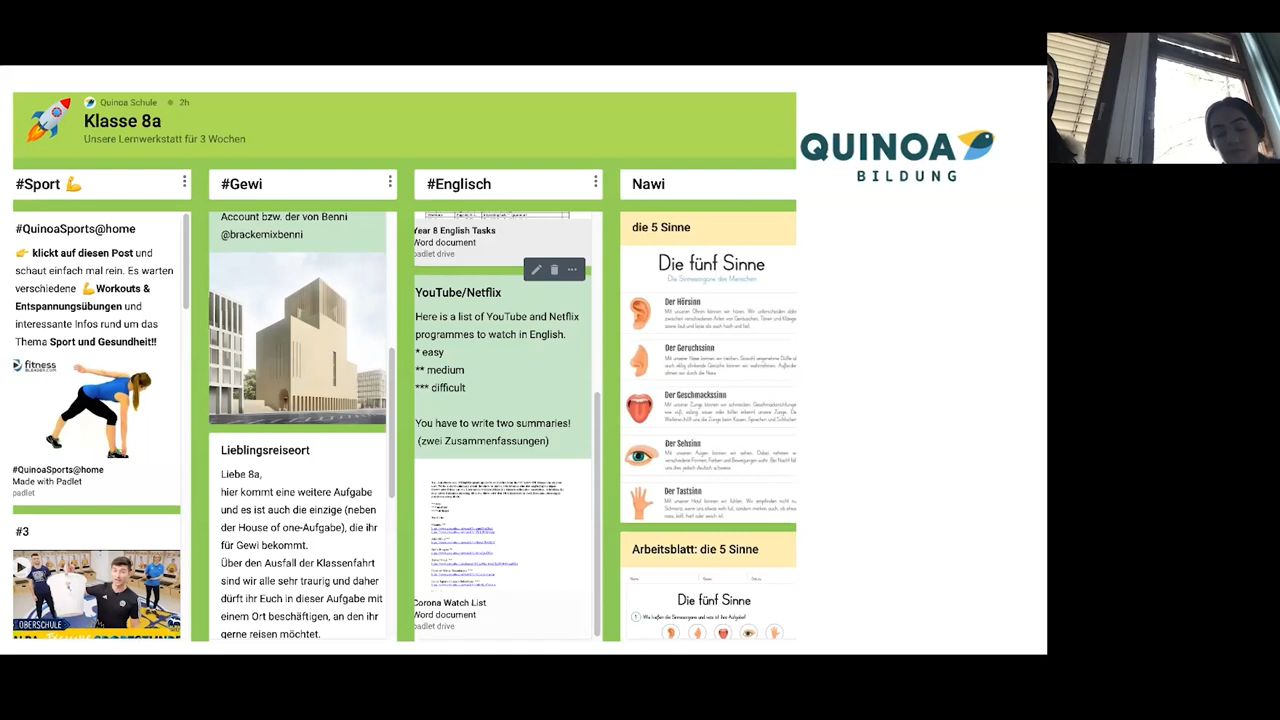 Quinoa Schule 2h
Klasse 8a
Unsere Lernwerkstatt für 3 Wochen
#Sport 💪
#QuinoaSports@home
👉 klickt auf diesen Post und
schaut einfach mal rein. Es warten
verschiedene 💪Workouts &
Entspannungsübungen und
interessante Infos rund um das
Thema Sport und Gesundheit!!
fitness
BLENDER.COM
#QuinoaSports@home
Made with Padlet
padlet
#3
OBERSCHULE
#Gewi
Account bzw. der von Benni
@brackemixbenni
Lieblingsreiseort
Liebe 8a,
hier kommt eine weitere Aufgabe
und es ist auch die einzige (neben
der House of one-Aufgabe), die ihr
in Gewi bekommt.
Über den Ausfall der Klassenfahrt
sind wir alle sehr traurig und daher
dürft ihr Euch in dieser Aufgabe mit
einem Ort beschäftigen, an den ihr
gerne reisen möchtet.
#Englisch
Year 8 English Tasks
Word document
padlet drive
YouTube/Netflix
Here is a list of YouTube and Netflix
programmes to watch in English.
* easy
** medium
*** difficult
You have to write two summaries!
(zwei Zusammenfassungen)
Corona Watch List
Word document
padlet drive
Nawi
die 5 Sinne
Die fünf Sinne
Die Sinnesorgane des Menschen
Der Hörsinn
Der Geruchssinn
Der Geschmackssinn
Der Sehsinn
Der Tastsinn
Arbeitsblatt: die 5 Sinne
Die fünf Sinne
QUINOA
BILDUNG